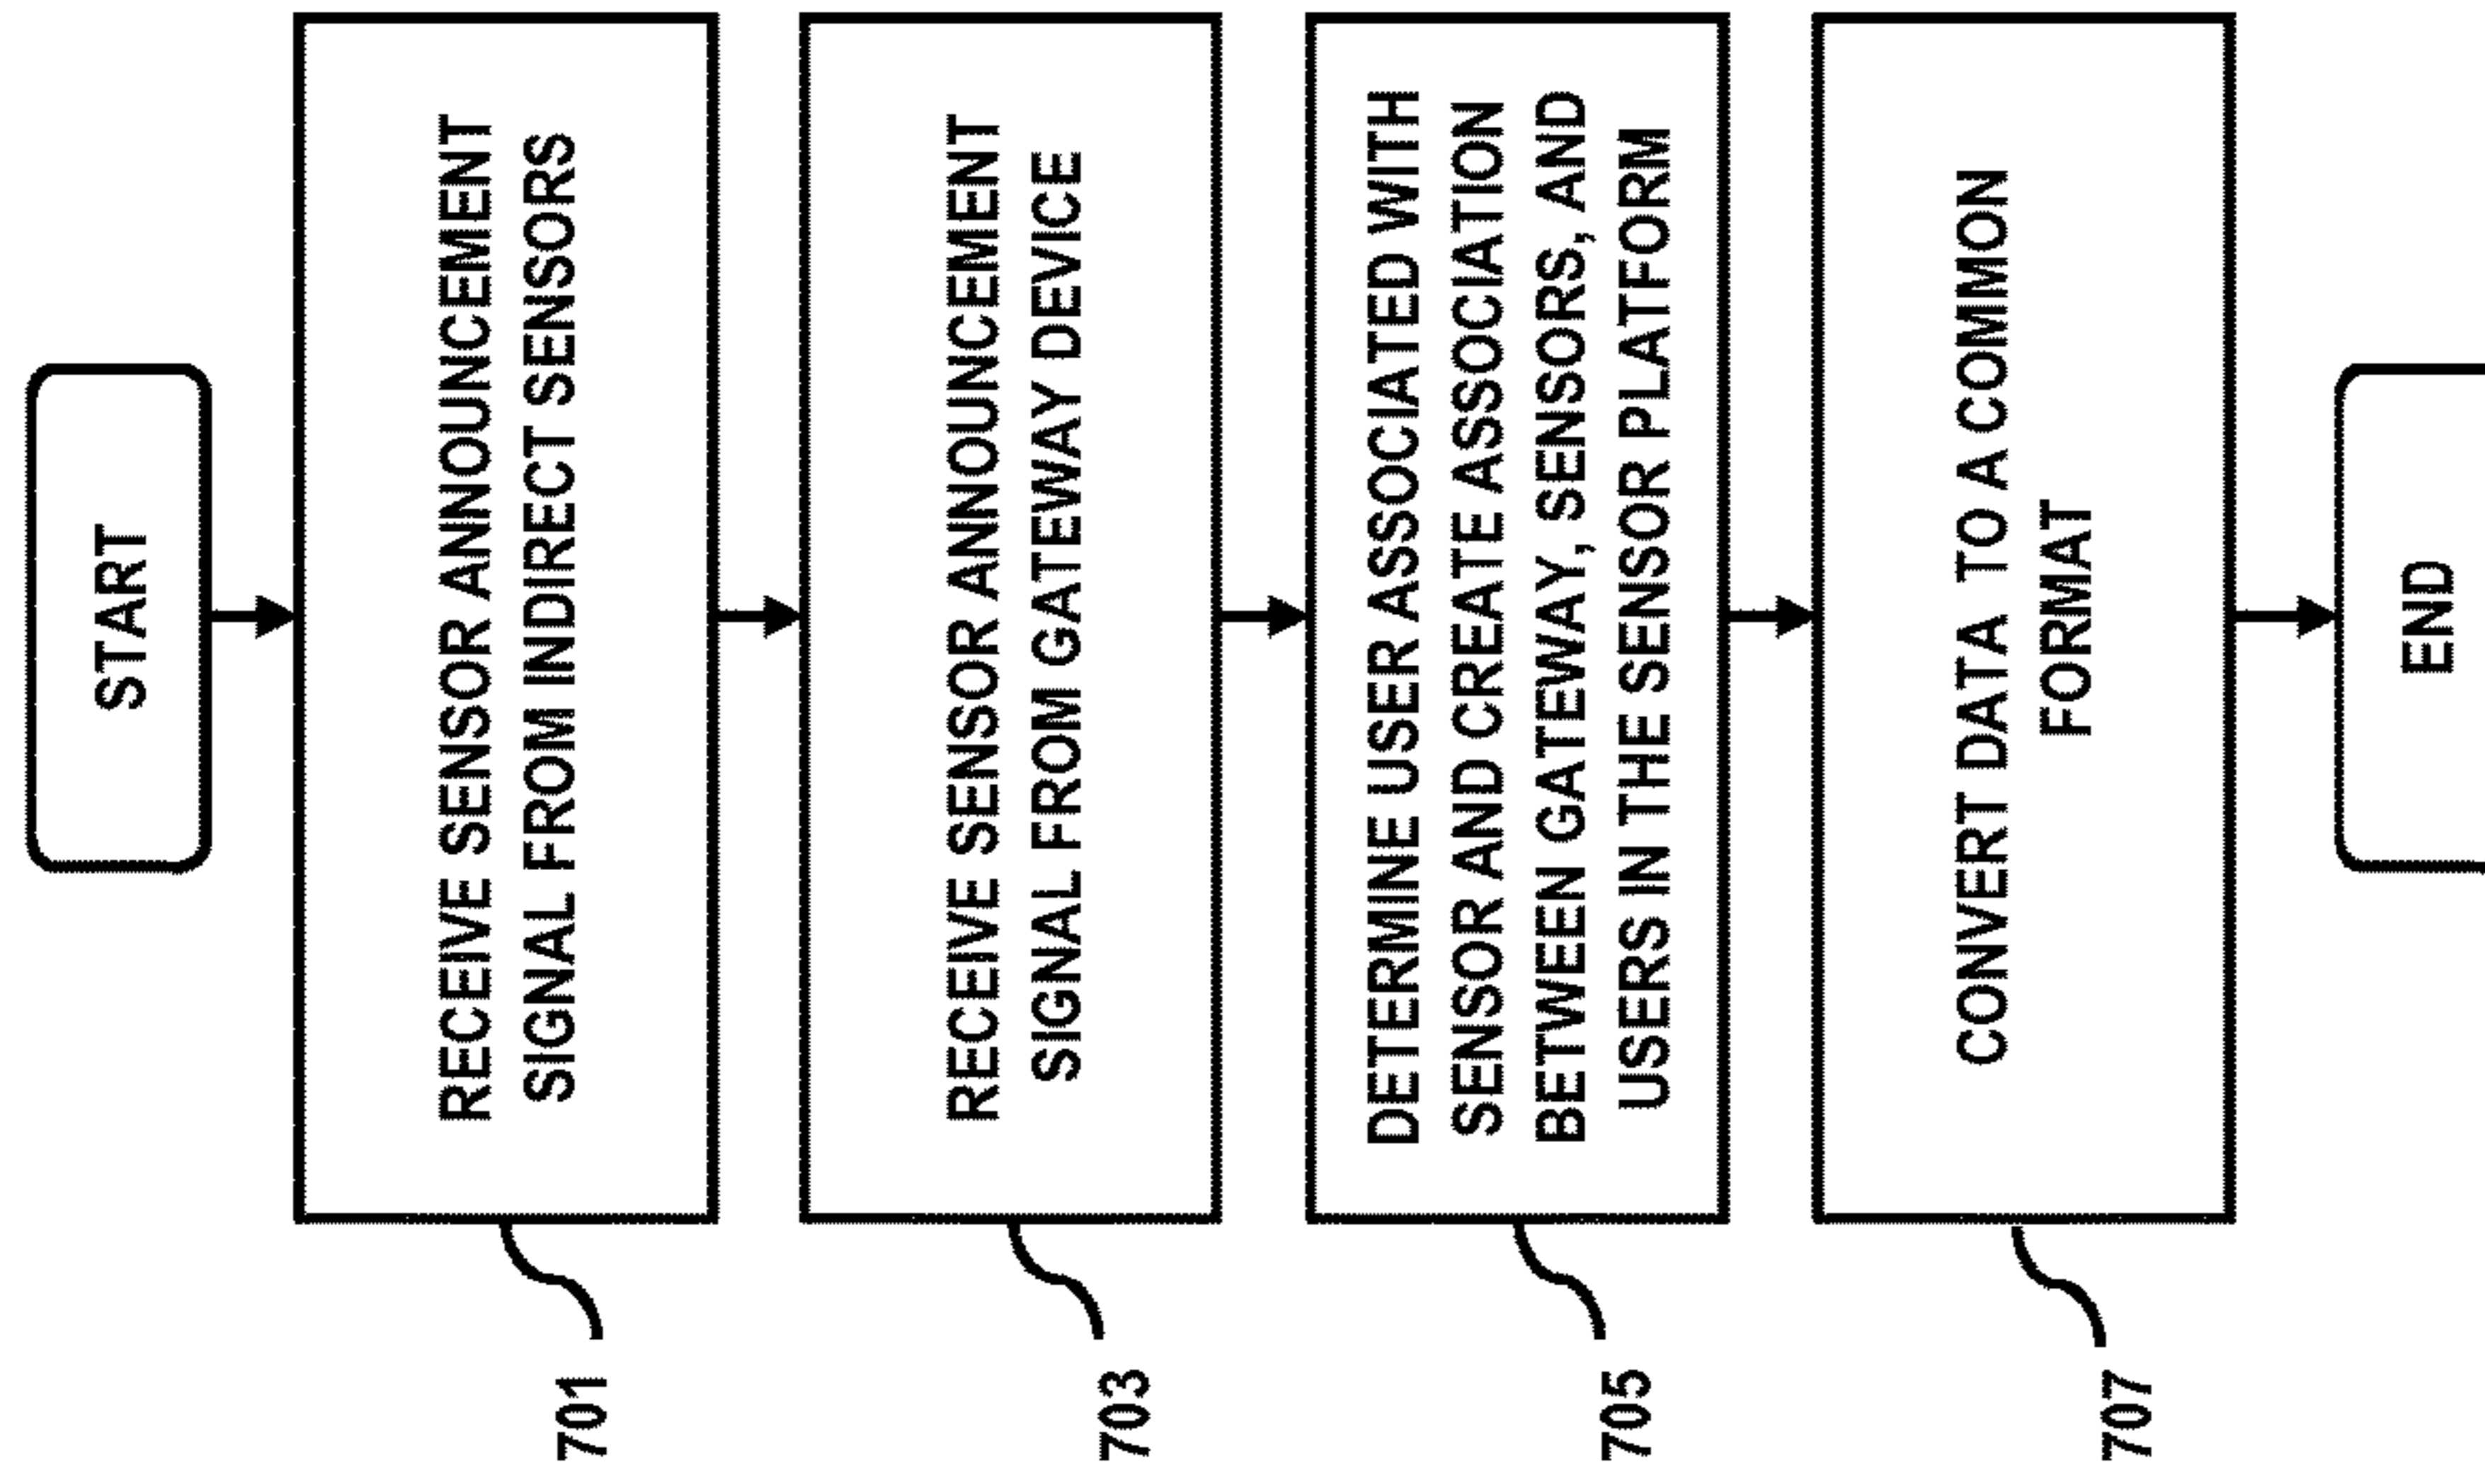 START
RECEIVE SENSOR ANNOUNCEMENT
SIGNAL FROM INDIRECT SENSORS
701
RECEIVE SENSOR ANNOUNCEMENT
SIGNAL FROM GATEWAY DEVICE
703
DETERMINE USER ASSOCIATED WITH
SENSOR AND CREATE ASSOCIATION
BETWEEN GATEWAY, SENSORS, AND
USERS IN THE SENSOR PLATFORM
705
CONVERT DATA TO A COMMON
FORMAT
707
END